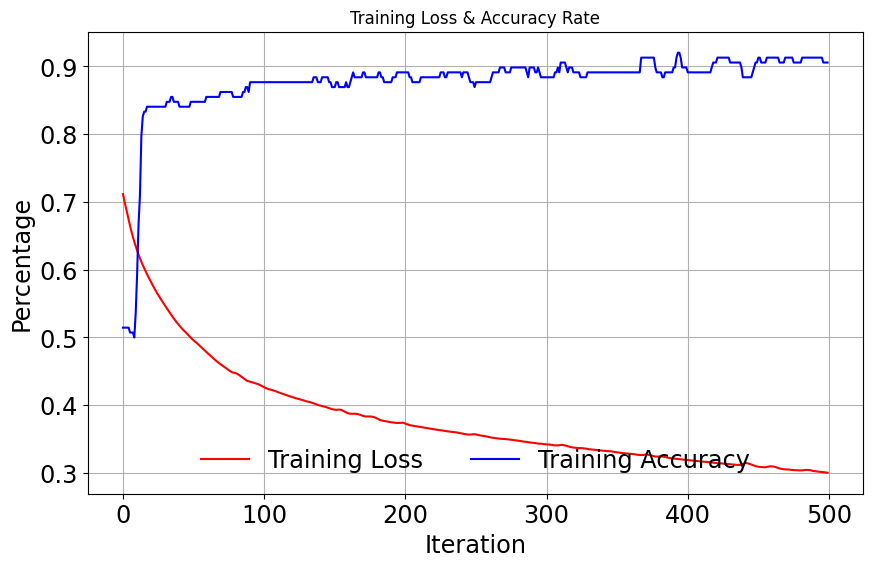 Training Loss & Accuracy Rate
Percentage
0.9
0.8
0.7
0.6
0.5
0.4
0.3
Training Loss Training Accuracy
0 100 200 300 400 500
Iteration